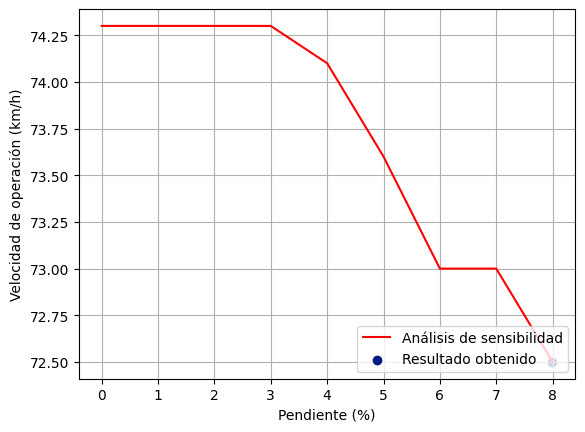 74.25
74.00
73.75
73.50
73.25
73.00
72.75
72.50
Velocidad de operación (km/h)
Análisis de sensibilidad
Resultado obtenido
0 1 2 3 4 5 6 7 8
Pendiente (%)